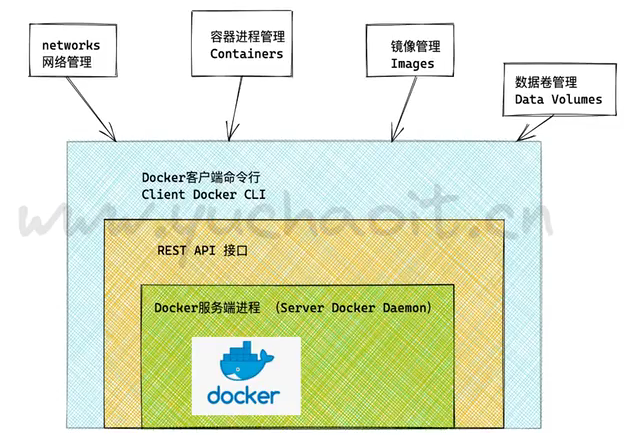 networks
网络管理
容器进程管理
Containers
镜像管理
Images
数据卷管理
Data Volumes
Docker客户端命令行
Client Docker CLI
www.yuchaoit.cn
REST API 接口
Docker服务端进程 （Server Docker Daemon）
docker